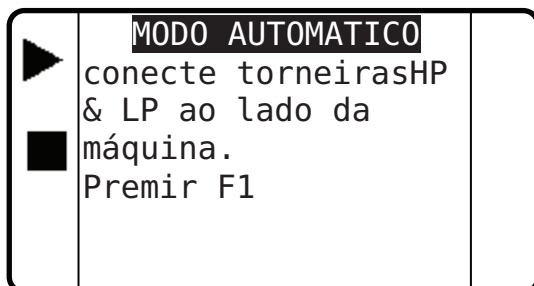 MODO AUTOMATICO
conecte torneirasHP
& LP ao lado da
máquina.
Premir F1